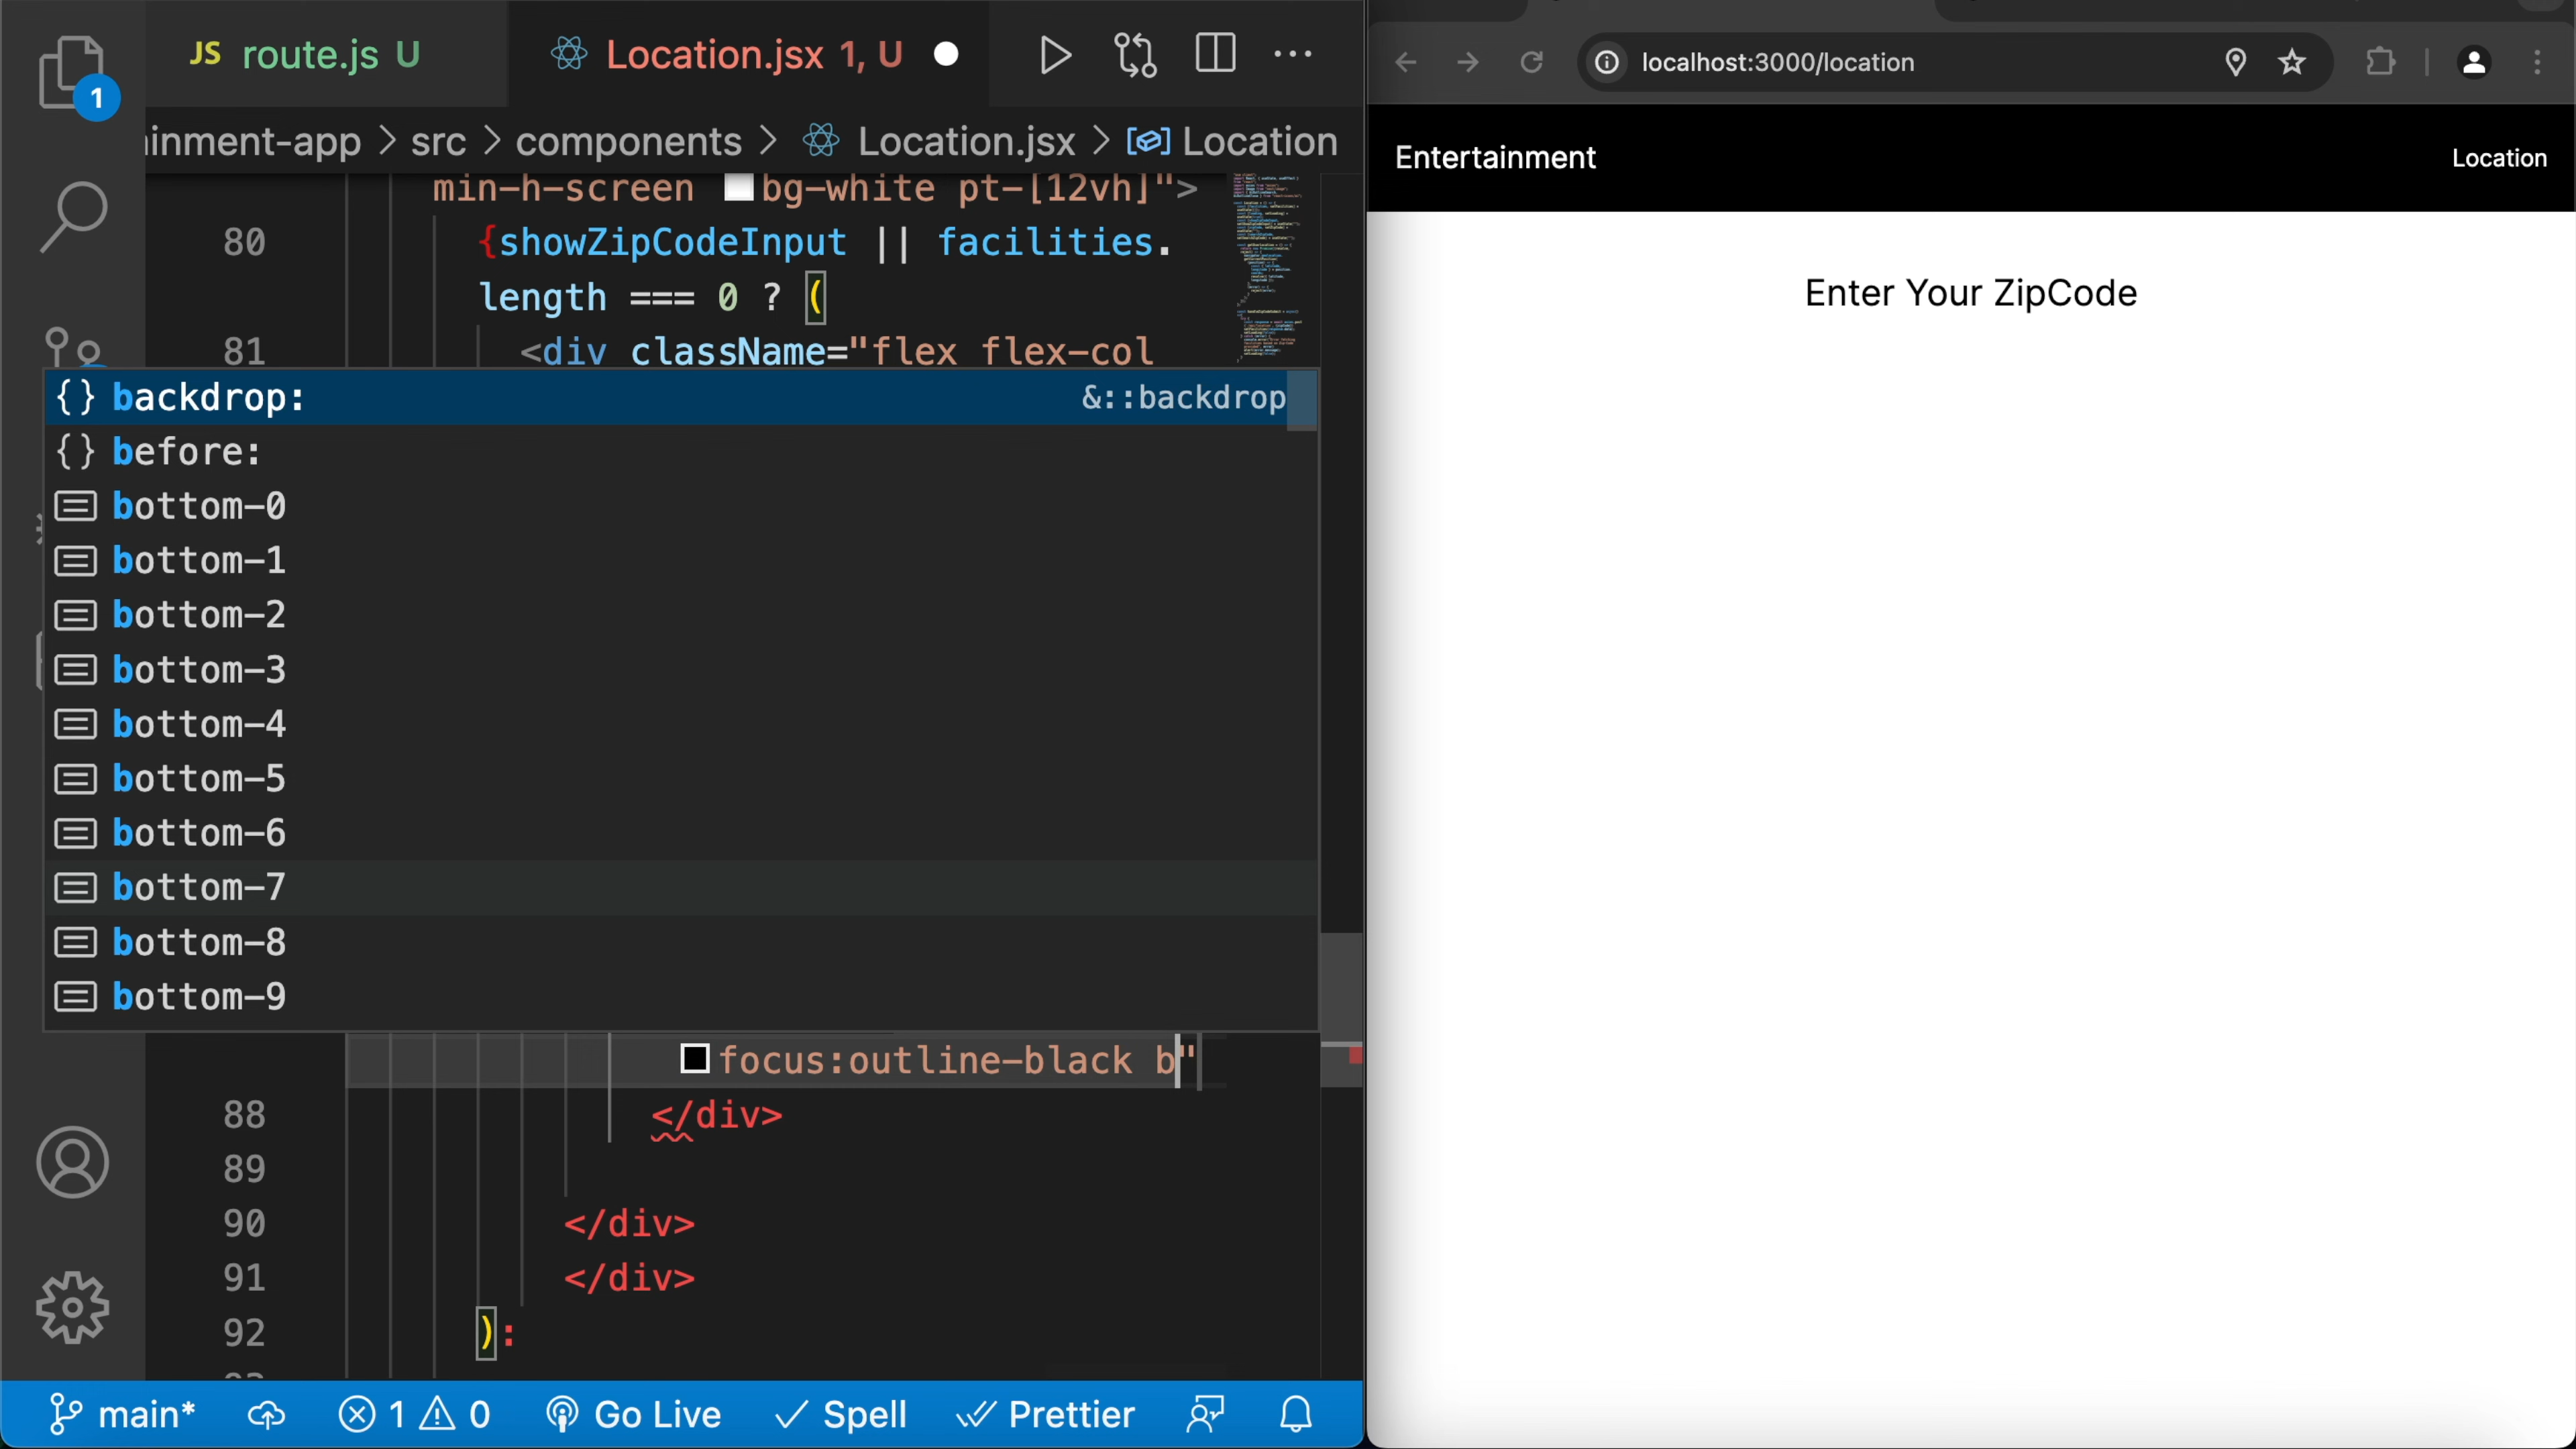 JS route.js U
Location.jsx 1, U
inment-app > src > components > Location.jsx > Location
min-h-screen bg-white pt-[12vh]">
80 {showZipCodeInput || facilities.
length === 0 ? (
81 <div className="flex flex-col
backdrop: &::backdrop
before:
bottom-0
bottom-1
bottom-2
bottom-3
bottom-4
bottom-5
bottom-6
bottom-7
bottom-8
bottom-9
focus:outline-black b"
88 </div>
89
90 </div>
91 </div>
92 ):
1
main* 1 0 Go Live Spell Prettier
localhost:3000/location
Entertainment
Location
Enter Your ZipCode